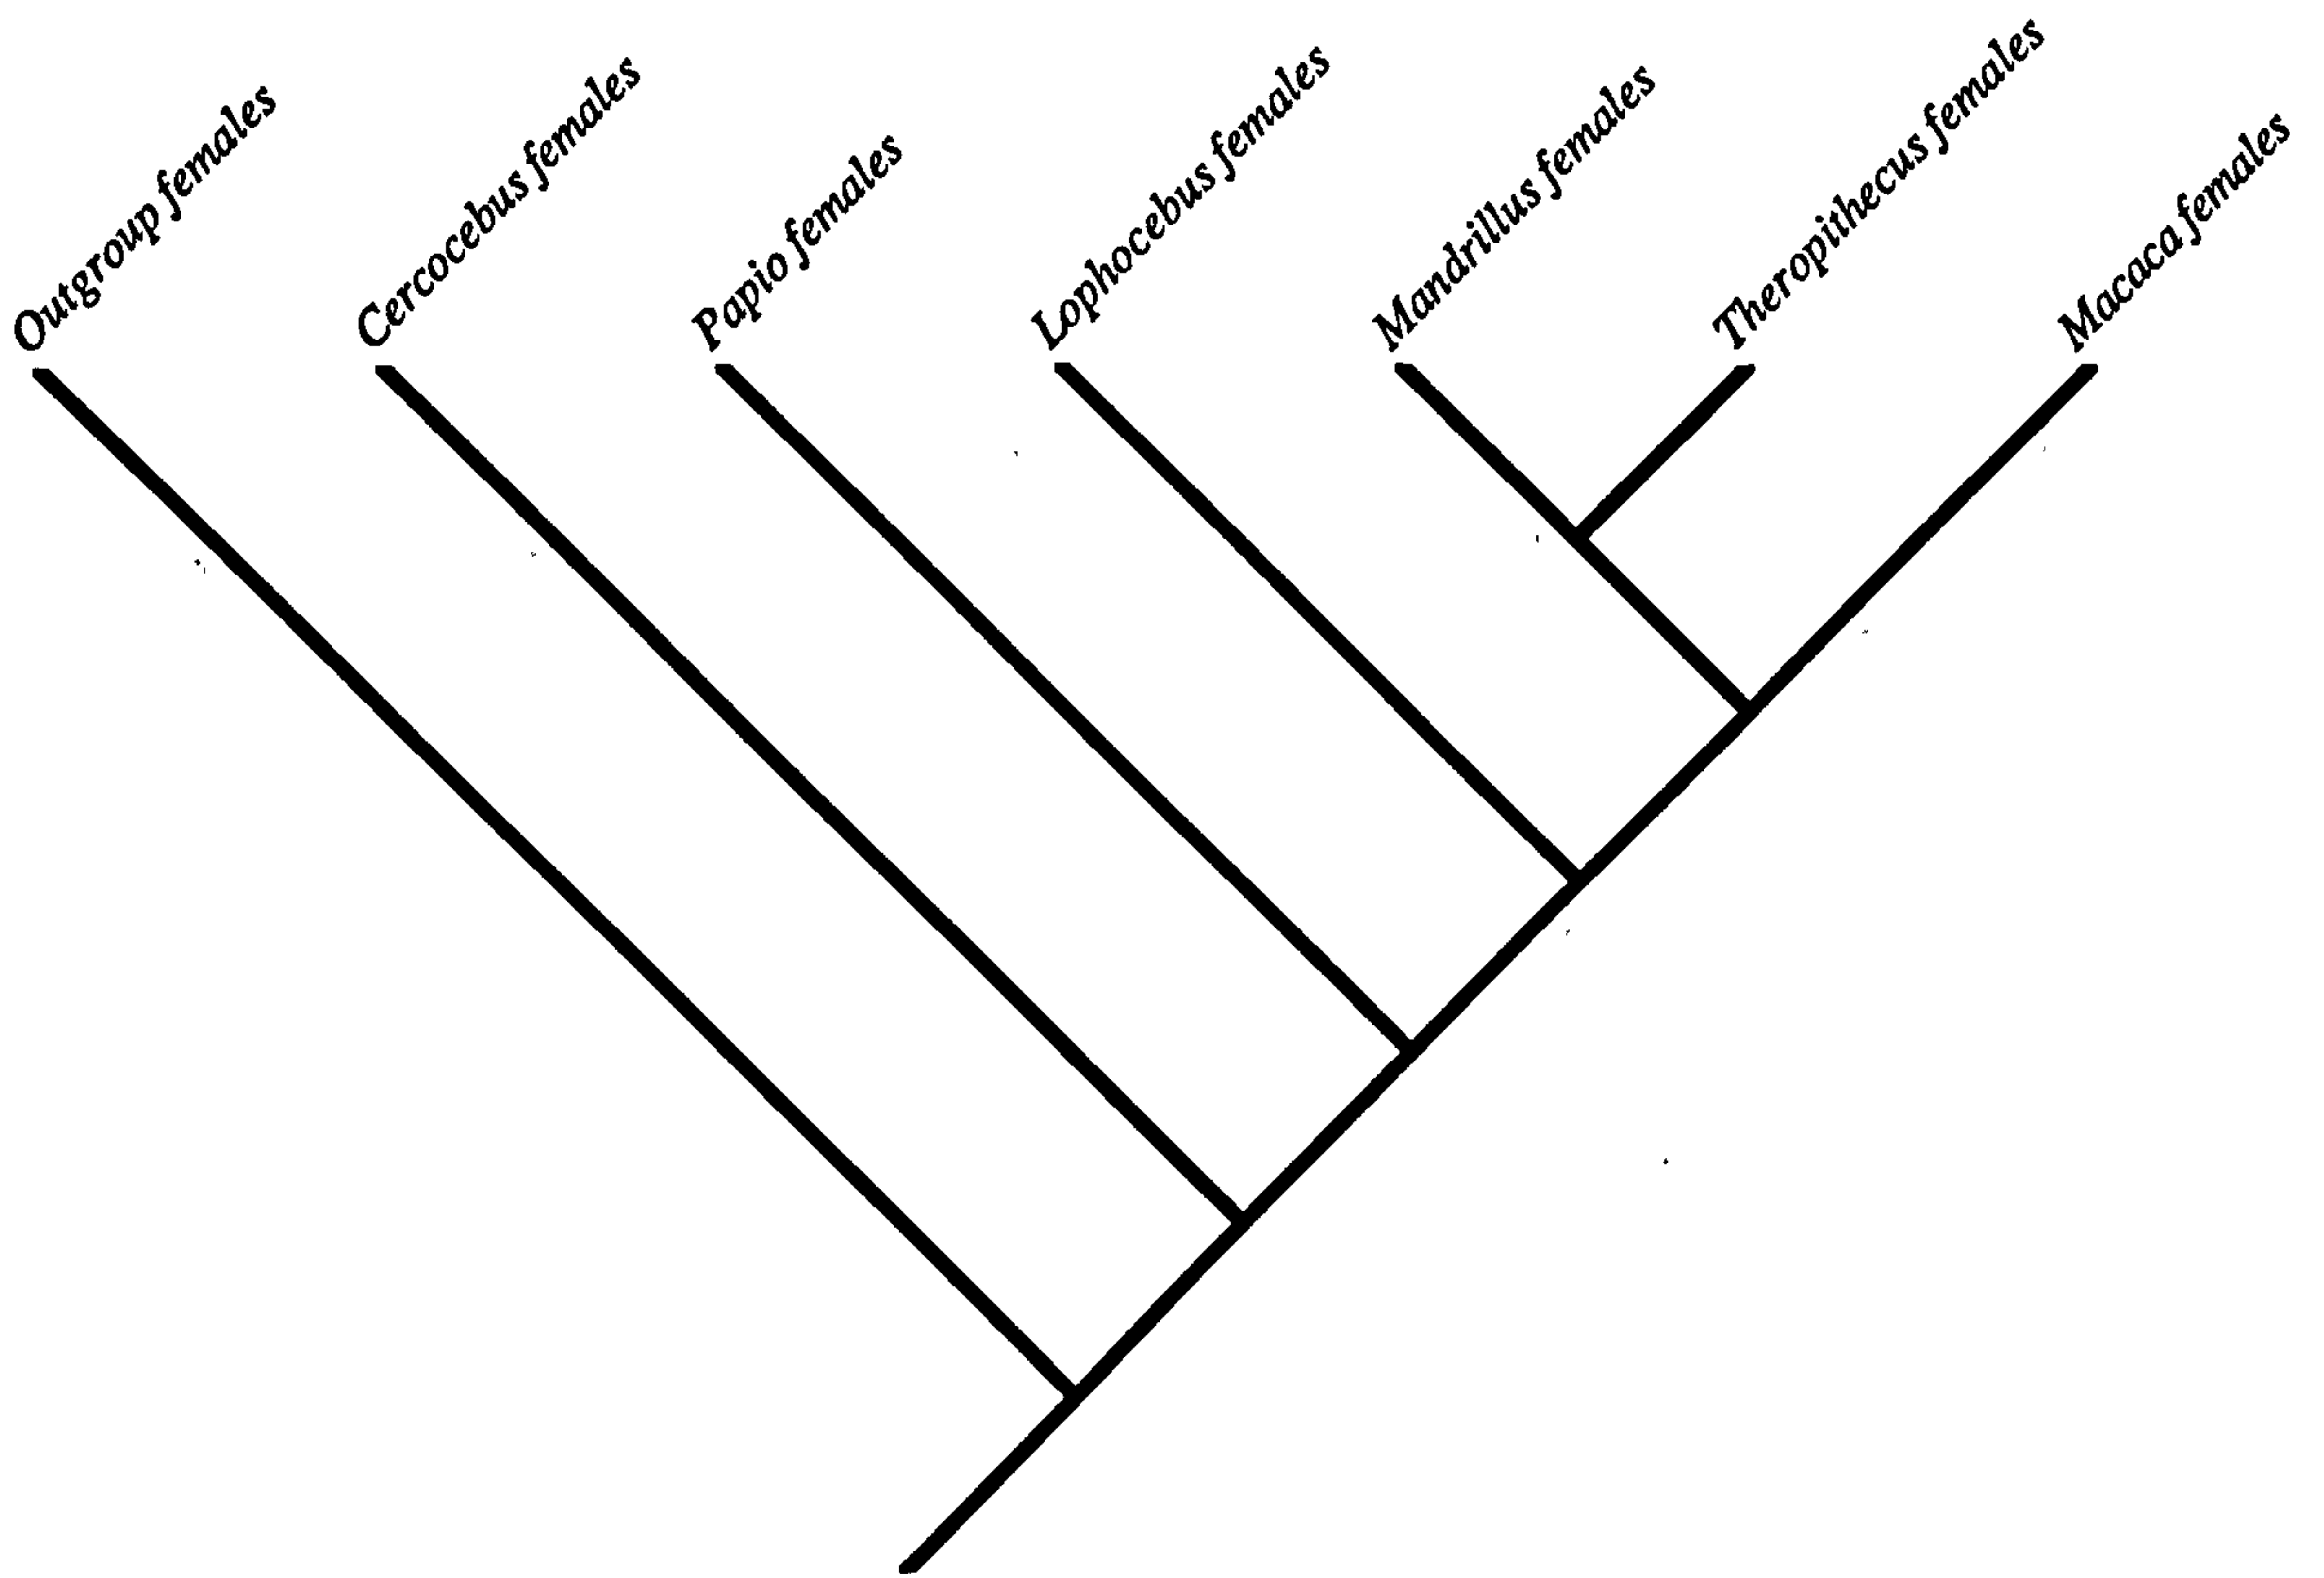 Outgroup females
Cercocebus females
Papio females
Lophocebus females
Mandrillus females
Theropithecus females
Macaca females